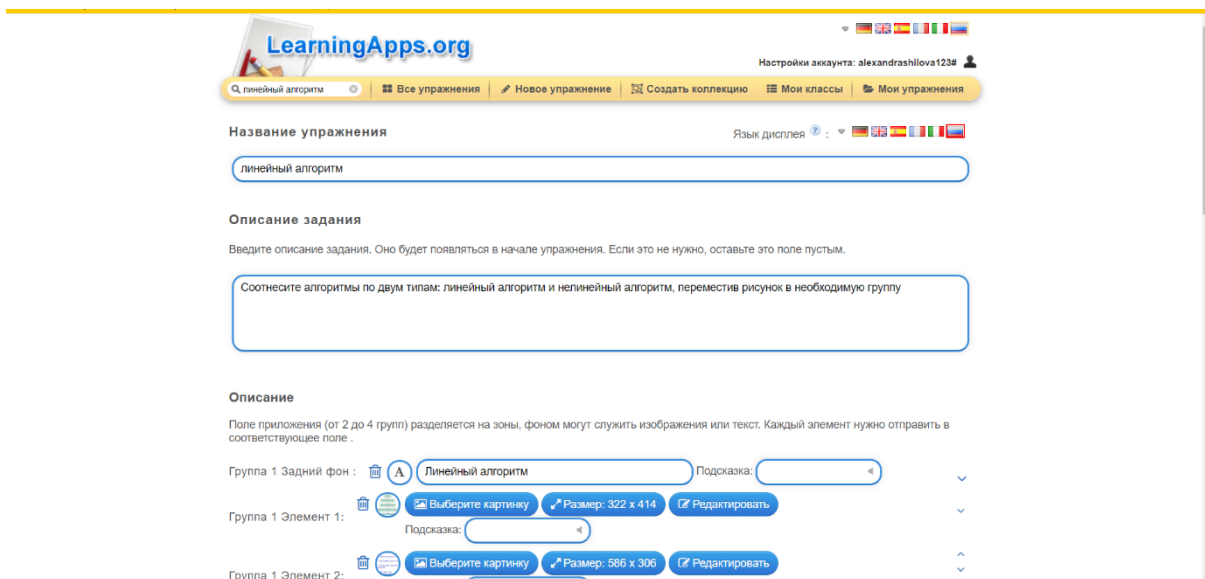 LearningApps.org
Настройки аккаунта: alexandrashilova123#
линейный алгоритм
Все упражнения
Новое упражнение
Создать коллекцию
Мои классы
Мои упражнения
Название упражнения
Язык дисплея ? :
линейный алгоритм
Описание задания
Введите описание задания. Оно будет появляться в начале упражнения. Если это не нужно, оставьте это поле пустым.
Соотнесите алгоритмы по двум типам: линейный алгоритм и нелинейный алгоритм, переместив рисунок в необходимую группу
Описание
Поле приложения (от 2 до 4 групп) разделяется на зоны, фоном могут служить изображения или текст. Каждый элемент нужно отправить в
соответствующее поле .
Группа 1 Задний фон : A Линейный алгоритм Подсказка:
Группа 1 Элемент 1: Выберите картинку Размер: 322 x 414 Редактировать
Подсказка:
Группа 1 Элемент 2: Выберите картинку Размер: 586 x 306 Редактировать